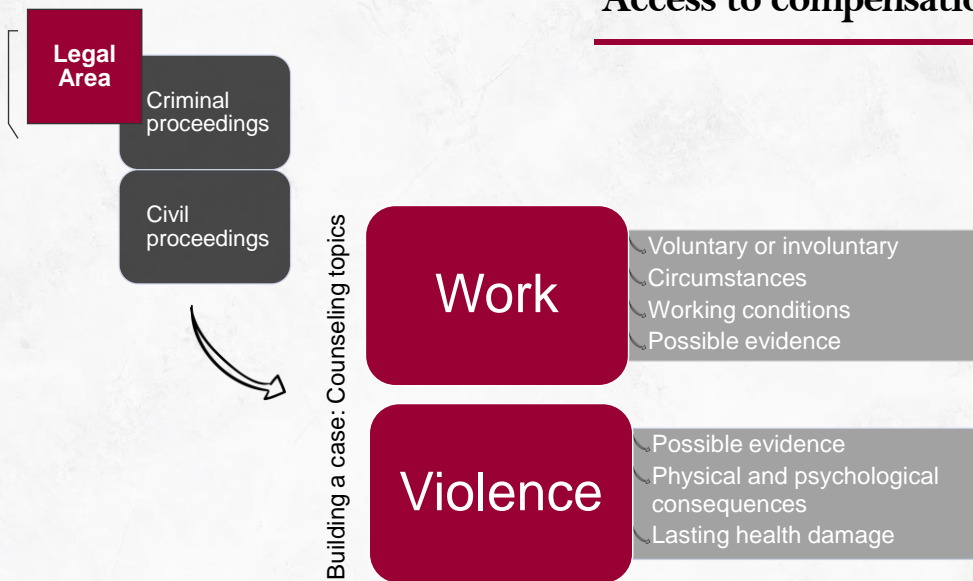 Access to compensatio
Legal
Area
Criminal
proceedings
Civil
proceedings
Building a case: Counseling topics
Work
Voluntary or involuntary
Circumstances
Working conditions
Possible evidence
Violence
Possible evidence
Physical and psychological
consequences
Lasting health damage